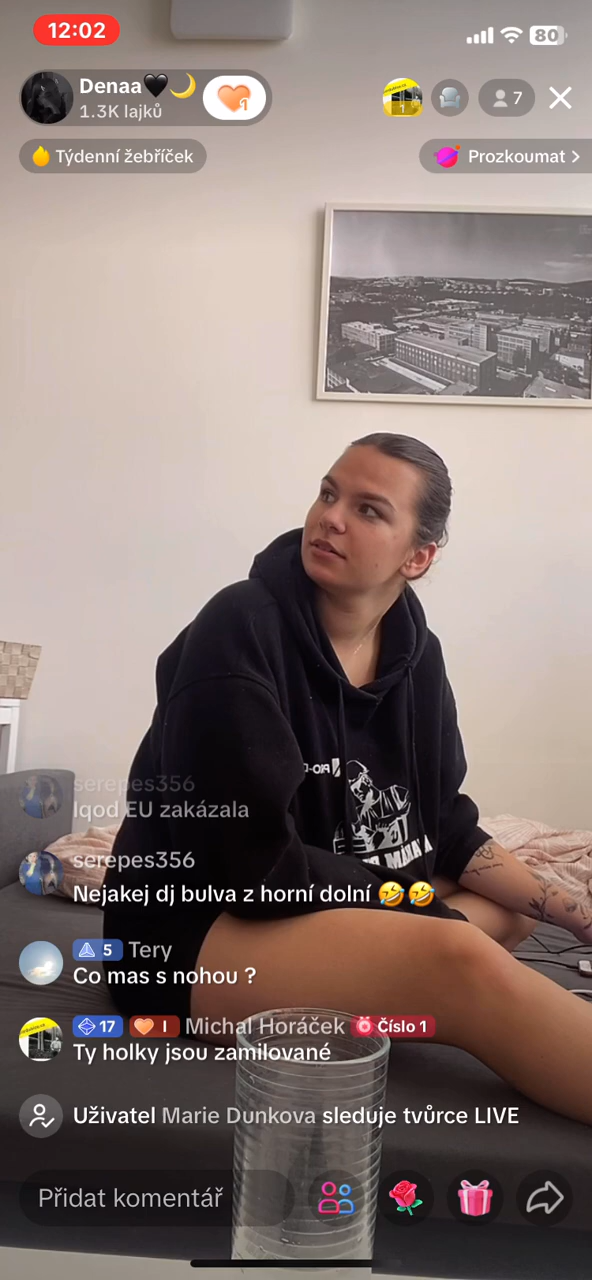 12:02
80
Denaa🖤🌙
1.3K lajků
1
1
7
Týdenní žebříček
Prozkoumat >
serepes356
Iqod EU zakázala
serepes356
Nejakej dj bulva z horní dolní 🤣🤣
5 Tery
Co mas s nohou ?
17 I Michal Horáček Číslo 1
Ty holky jsou zamilované
Uživatel Marie Dunkova sleduje tvůrce LIVE
Přidat komentář